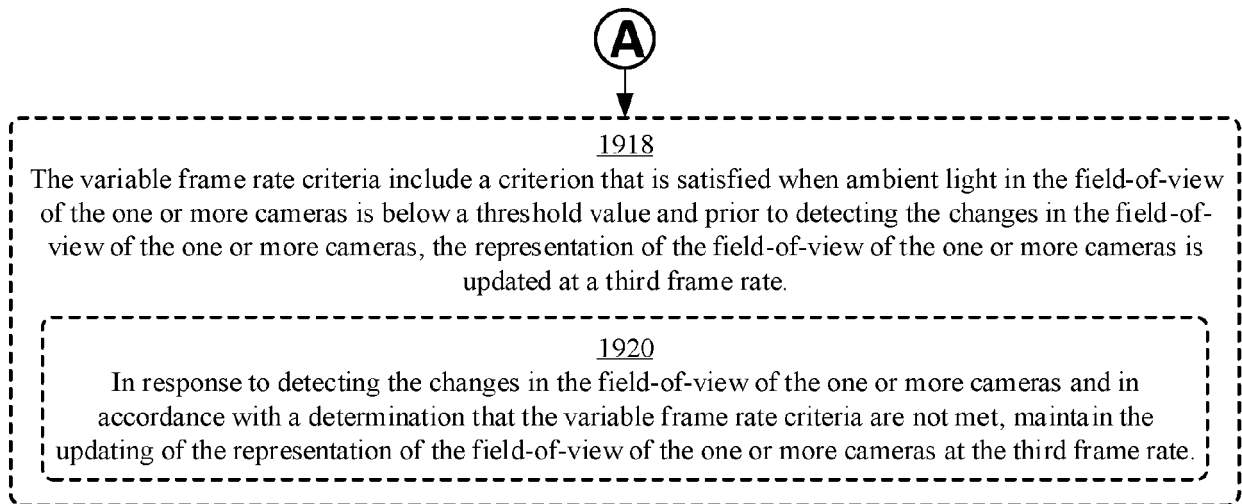 A
1918
The variable frame rate criteria include a criterion that is satisfied when ambient light in the field-of-view
of the one or more cameras is below a threshold value and prior to detecting the changes in the field-of-
view of the one or more cameras, the representation of the field-of-view of the one or more cameras is
updated at a third frame rate.
1920
In response to detecting the changes in the field-of-view of the one or more cameras and in
accordance with a determination that the variable frame rate criteria are not met, maintain the
updating of the representation of the field-of-view of the one or more cameras at the third frame rate.